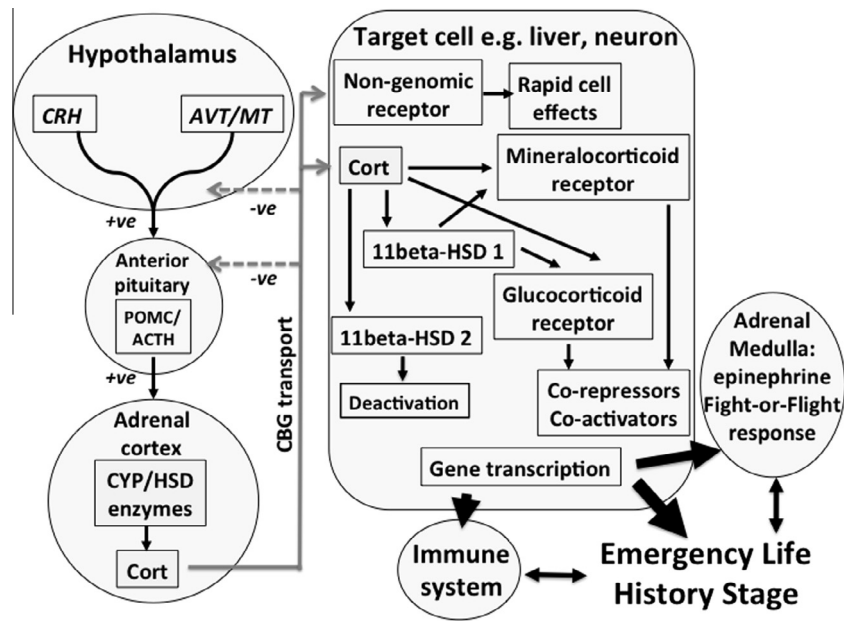 Hypothalamus
CRH
AVT/MT
+ve
-ve
Anterior
pituitary
-ve
POMC/
ACTH
+ve
Adrenal
cortex
CYP/HSD
enzymes
Cort
CBG transport
Target cell e.g. liver, neuron
Non-genomic
receptor
Rapid cell
effects
Cort
Mineralocorticoid
receptor
11beta-HSD 1
Glucocorticoid
receptor
11beta-HSD 2
Deactivation
Co-repressors
Co-activators
Gene transcription
Adrenal
Medulla:
epinephrine
Fight-or-Flight
response
Immune
system
Emergency Life
History Stage